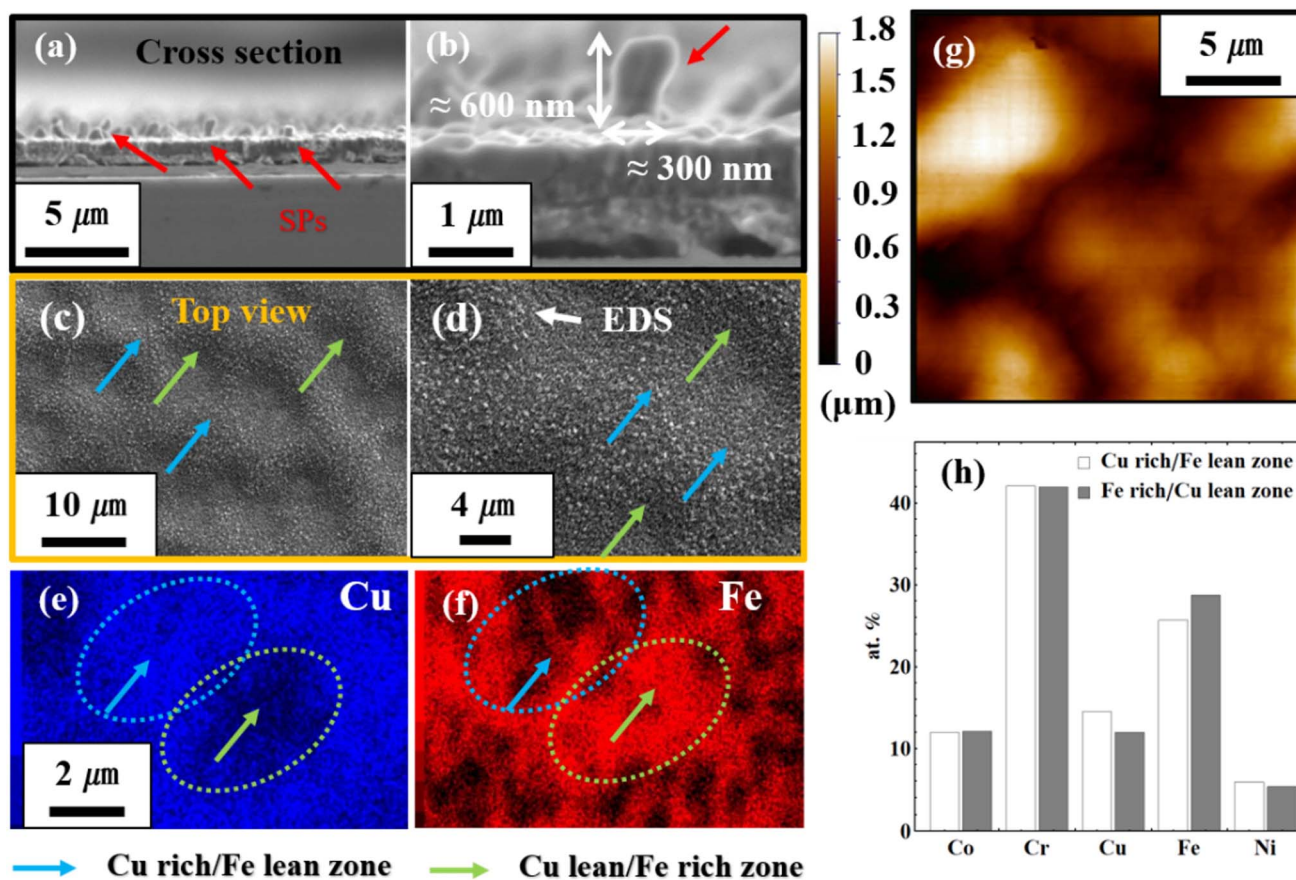 (a)
Cross section
SPs
5 μm
(b)
≈ 600 nm
≈ 300 nm
1 μm
1.8
1.5
1.2
0.9
0.6
0.3
0
(μm)
(g)
5 μm
(c)
Top view
10 μm
(d)
EDS
4 μm
(e)
Cu
2 μm
(f)
Fe
Cu rich/Fe lean zone
Cu lean/Fe rich zone
(h)
Cu rich/Fe lean zone
Fe rich/Cu lean zone
at. %
40
30
20
10
0
Co Cr Cu Fe Ni